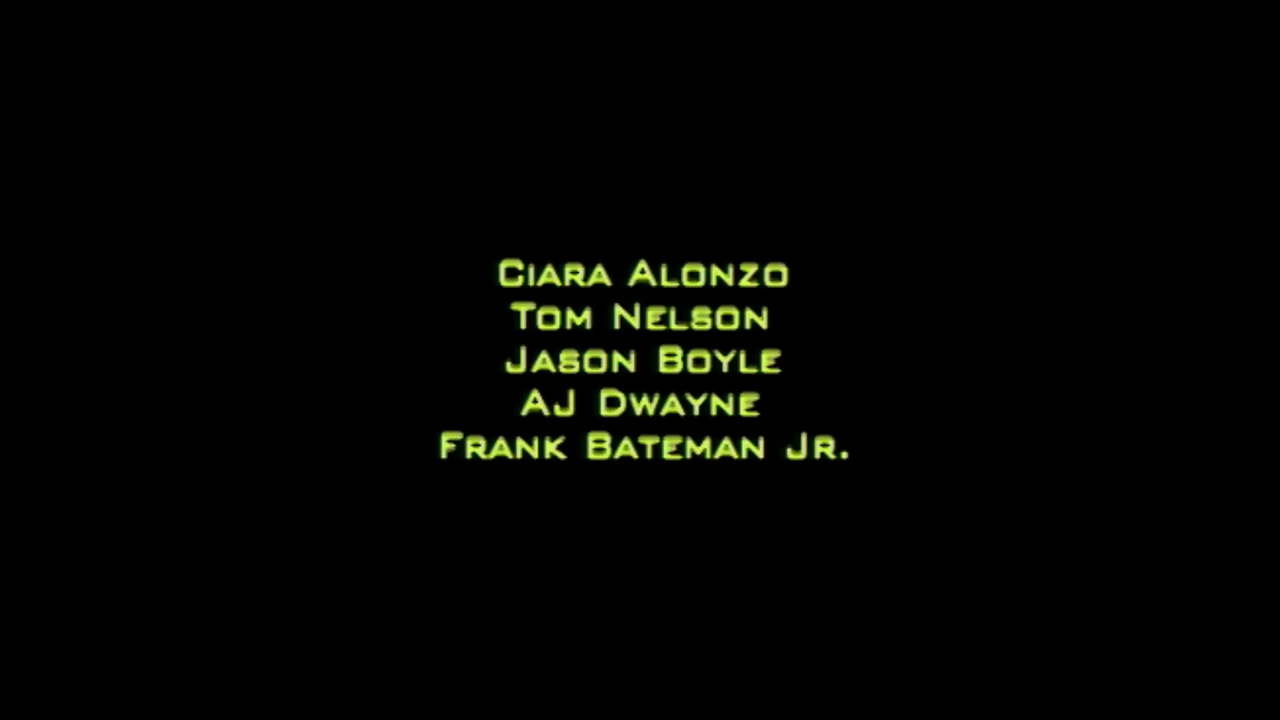 Ciara Alonzo
Tom Nelson
Jason Boyle
AJ Dwayne
Frank Bateman Jr.